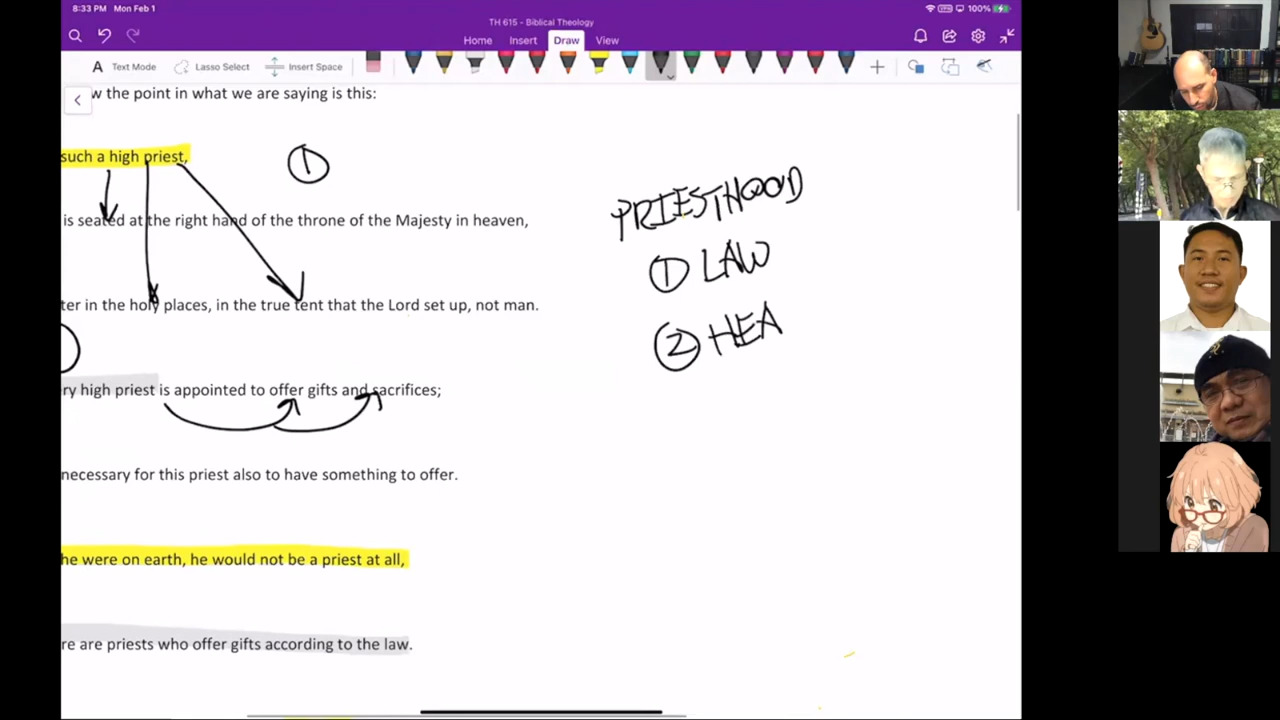 8:33 PM Mon Feb 1
100%
TH 615 - Biblical Theology
Home Insert Draw View
A Text Mode Lasso Select Insert Space
w the point in what we are saying is this:
such a high priest,
1
is seated at the right hand of the throne of the Majesty in heaven,
ter in the holy places, in the true tent that the Lord set up, not man.
ry high priest is appointed to offer gifts and sacrifices;
necessary for this priest also to have something to offer.
he were on earth, he would not be a priest at all,
re are priests who offer gifts according to the law.
PRIESTHOOD
1 LAW
2 HEA